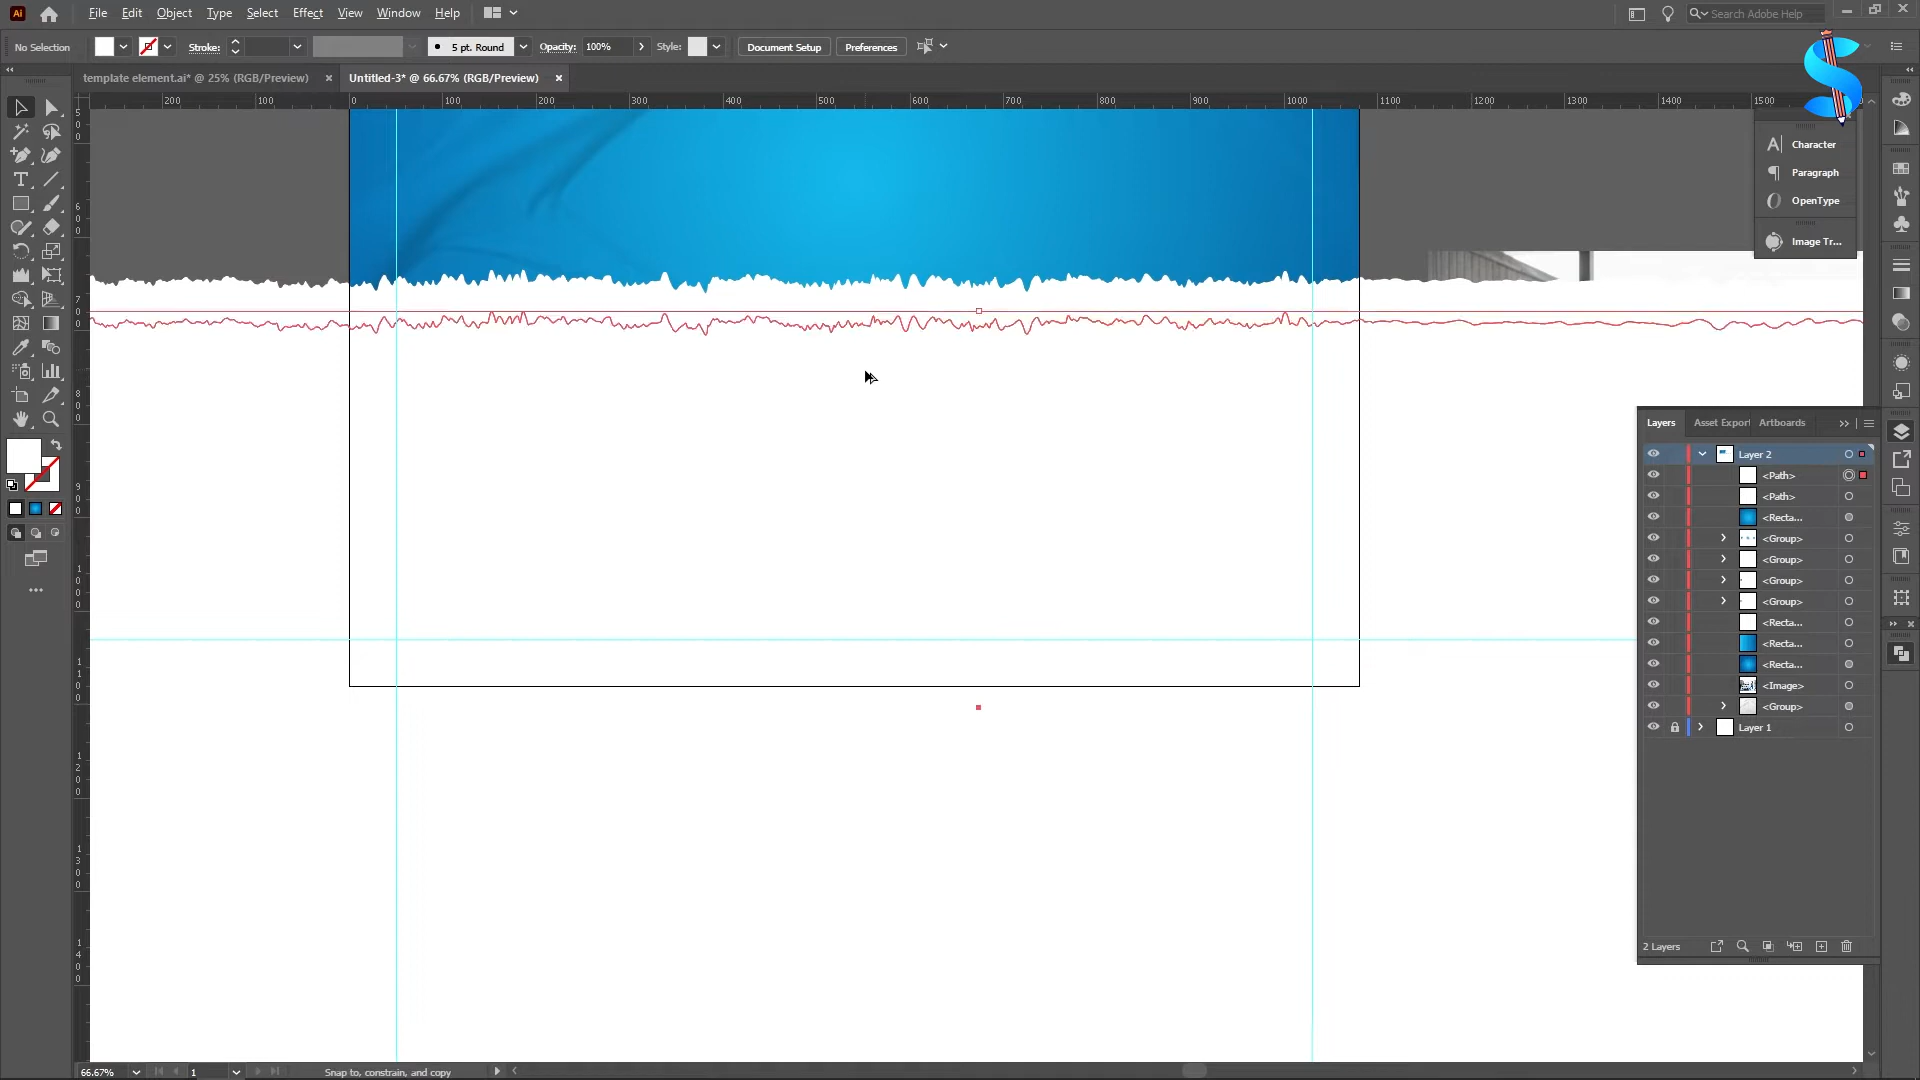 Ai File Edit Object Type Select Effect View Window Help Search Adobe Help
No Selection Stroke: 5 pt. Round Opacity: 100% Style: Document Setup Preferences
template element.ai* @ 25% (RGB/Preview) × Untitled-3* @ 66.67% (RGB/Preview) ×
200 100 0 100 200 300 400 500 600 700 800 900 1000 1100 1200 1300 1400 1500
Character
Paragraph
OpenType
Image Tr...
Layers Asset Export Artboards
Layer 2
<Path>
<Path>
<Recta...
<Group>
<Group>
<Group>
<Group>
<Recta...
<Recta...
<Recta...
<Image>
<Group>
Layer 1
2 Layers
66.67% 1 Snap to, constrain, and copy